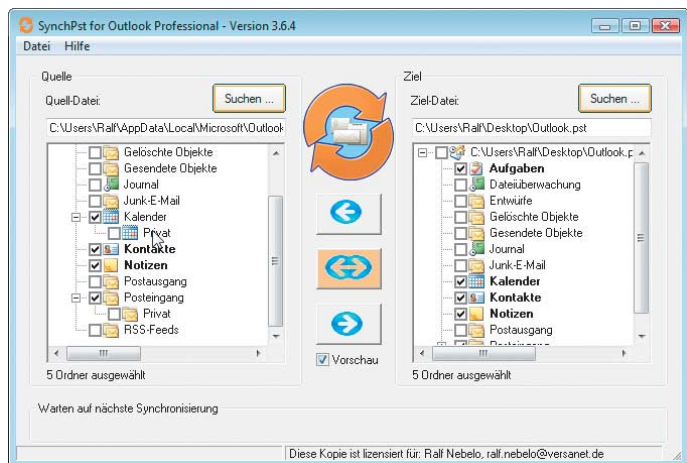 SynchPst for Outlook Professional - Version 3.6.4
Datei Hilfe
Quelle
Quell-Datei:
Suchen ...
C:\Users\Ralf\AppData\Local\Microsoft\Outlook
Gelöschte Objekte
Gesendete Objekte
Journal
Junk-E-Mail
Kalender
Privat
Kontakte
Notizen
Postausgang
Posteingang
Privat
RSS-Feeds
5 Ordner ausgewählt
Vorschau
Ziel
Ziel-Datei:
Suchen ...
C:\Users\Ralf\Desktop\Outlook.pst
C:\Users\Ralf\Desktop\Outlook.p
Aufgaben
Dateiüberwachung
Entwürfe
Gelöschte Objekte
Gesendete Objekte
Journal
Junk-E-Mail
Kalender
Kontakte
Notizen
Postausgang
Posteingang
5 Ordner ausgewählt
Warten auf nächste Synchronisierung
Diese Kopie ist lizensiert für: Ralf Nebelo, ralf.nebelo@versanet.de